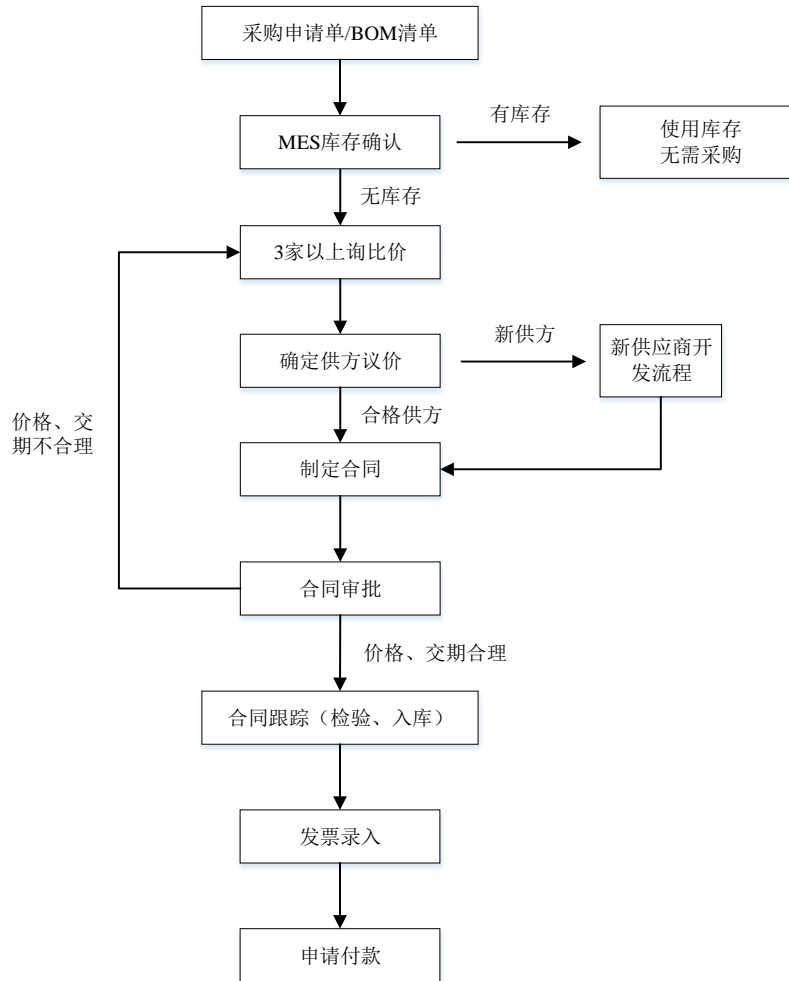 采购申请单/BOM清单
有库存
MES库存确认
使用库存
无需采购
无库存
3家以上询比价
新供方
确定供方议价
新供应商开
发流程
合格供方
价格、交
期不合理
制定合同
合同审批
价格、交期合理
合同跟踪（检验、入库）
发票录入
申请付款